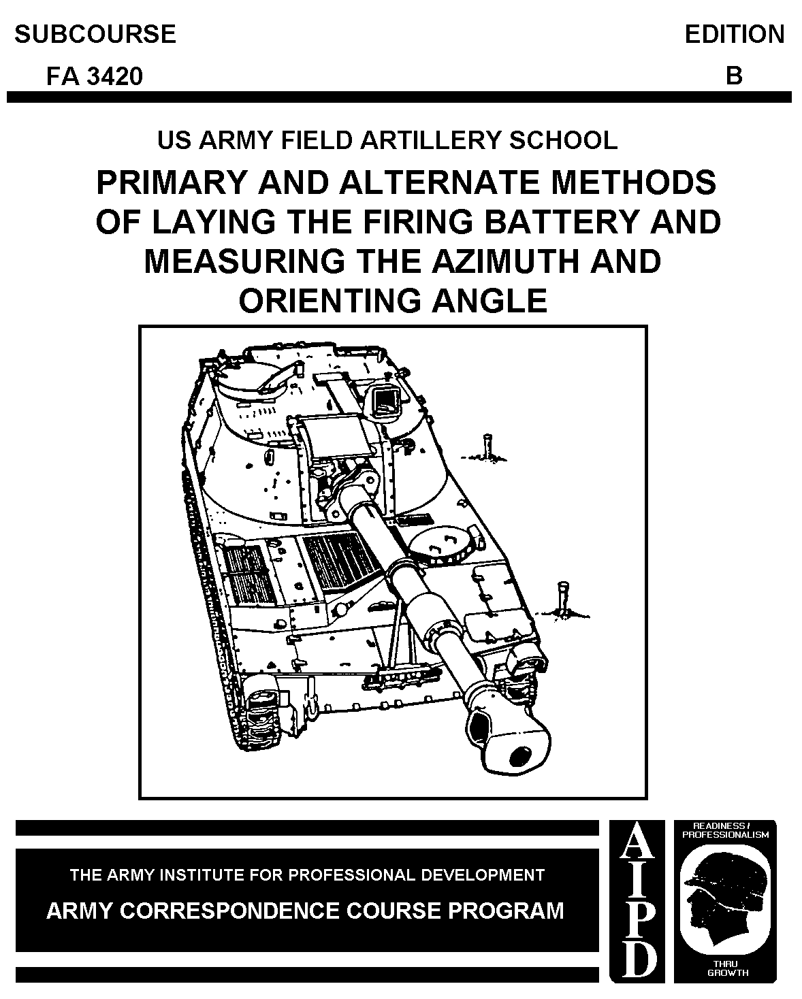 SUBCOURSE EDITION
FA 3420 B
US ARMY FIELD ARTILLERY SCHOOL
PRIMARY AND ALTERNATE METHODS
OF LAYING THE FIRING BATTERY AND
MEASURING THE AZIMUTH AND
ORIENTING ANGLE
THE ARMY INSTITUTE FOR PROFESSIONAL DEVELOPMENT
ARMY CORRESPONDENCE COURSE PROGRAM
AIPD
READINESS /
PROFESSIONALISM
THRU
GROWTH